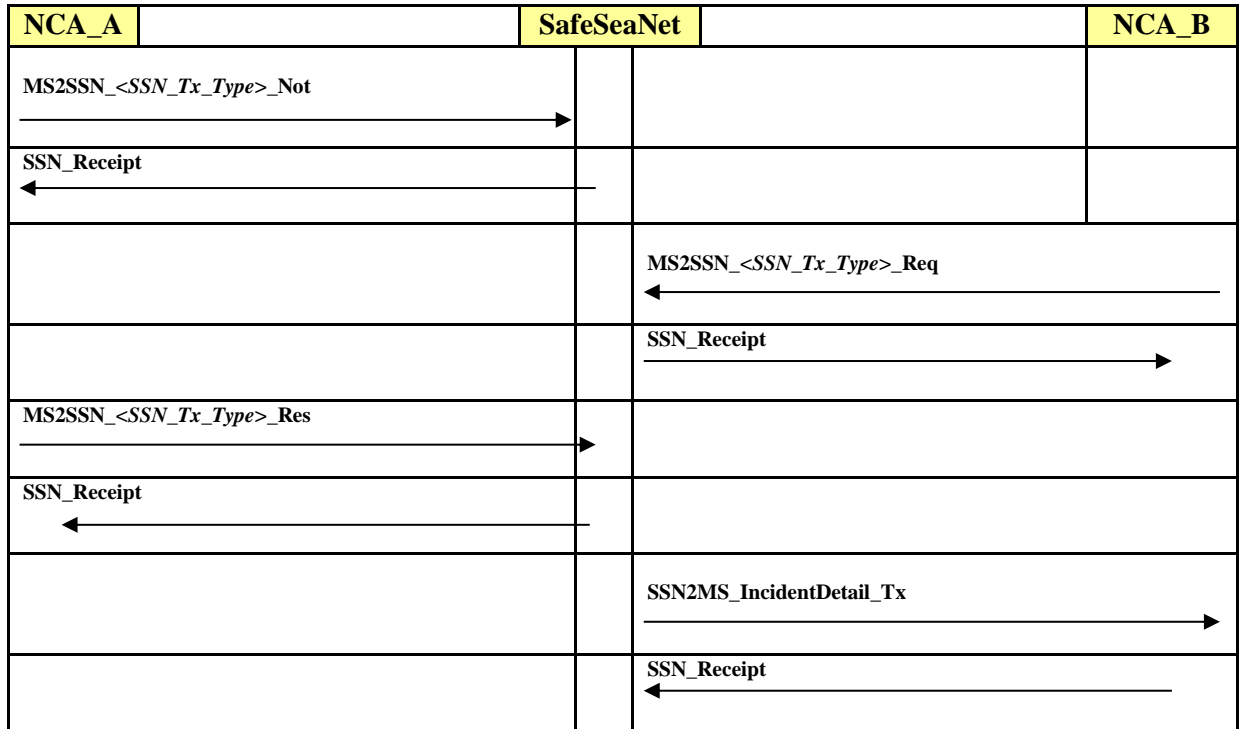 NCA_A SafeSeaNet NCA_B
MS2SSN_<SSN_Tx_Type>_Not
SSN_Receipt
MS2SSN_<SSN_Tx_Type>_Req
SSN_Receipt
MS2SSN_<SSN_Tx_Type>_Res
SSN_Receipt
SSN2MS_IncidentDetail_Tx
SSN_Receipt